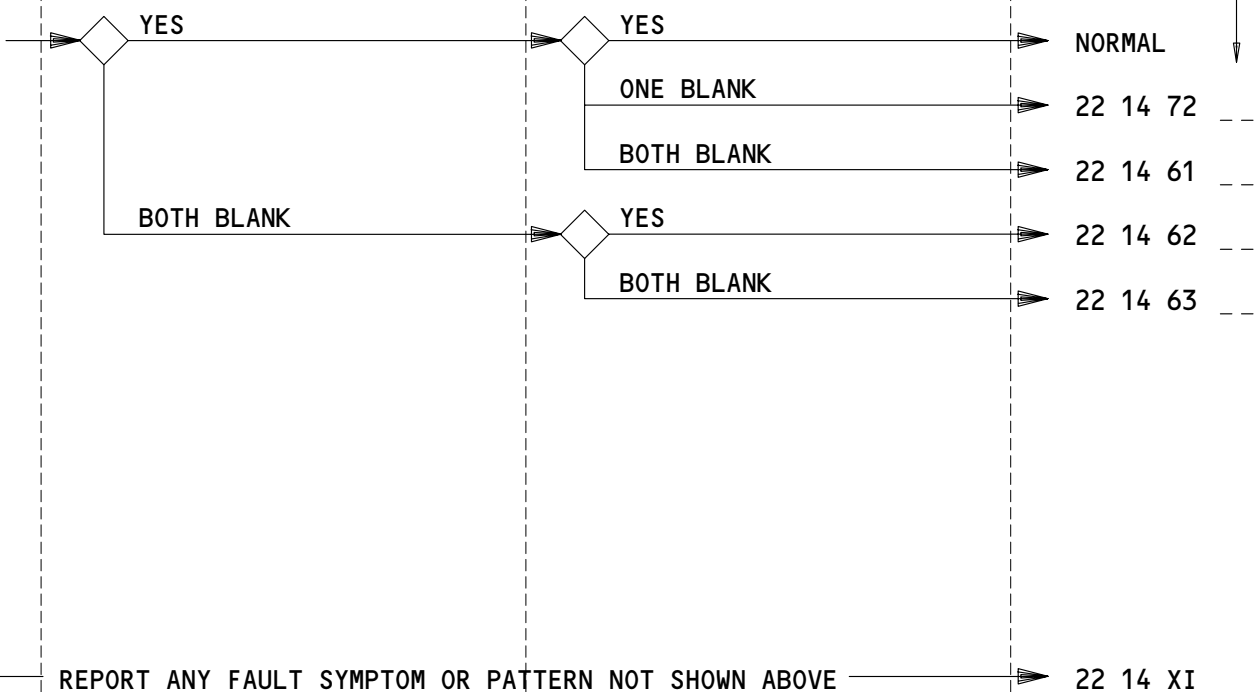 YES YES NORMAL
ONE BLANK 22 14 72 _ _
BOTH BLANK 22 14 61 _ _
BOTH BLANK YES 22 14 62 _ _
BOTH BLANK 22 14 63 _ _
REPORT ANY FAULT SYMPTOM OR PATTERN NOT SHOWN ABOVE 22 14 XI